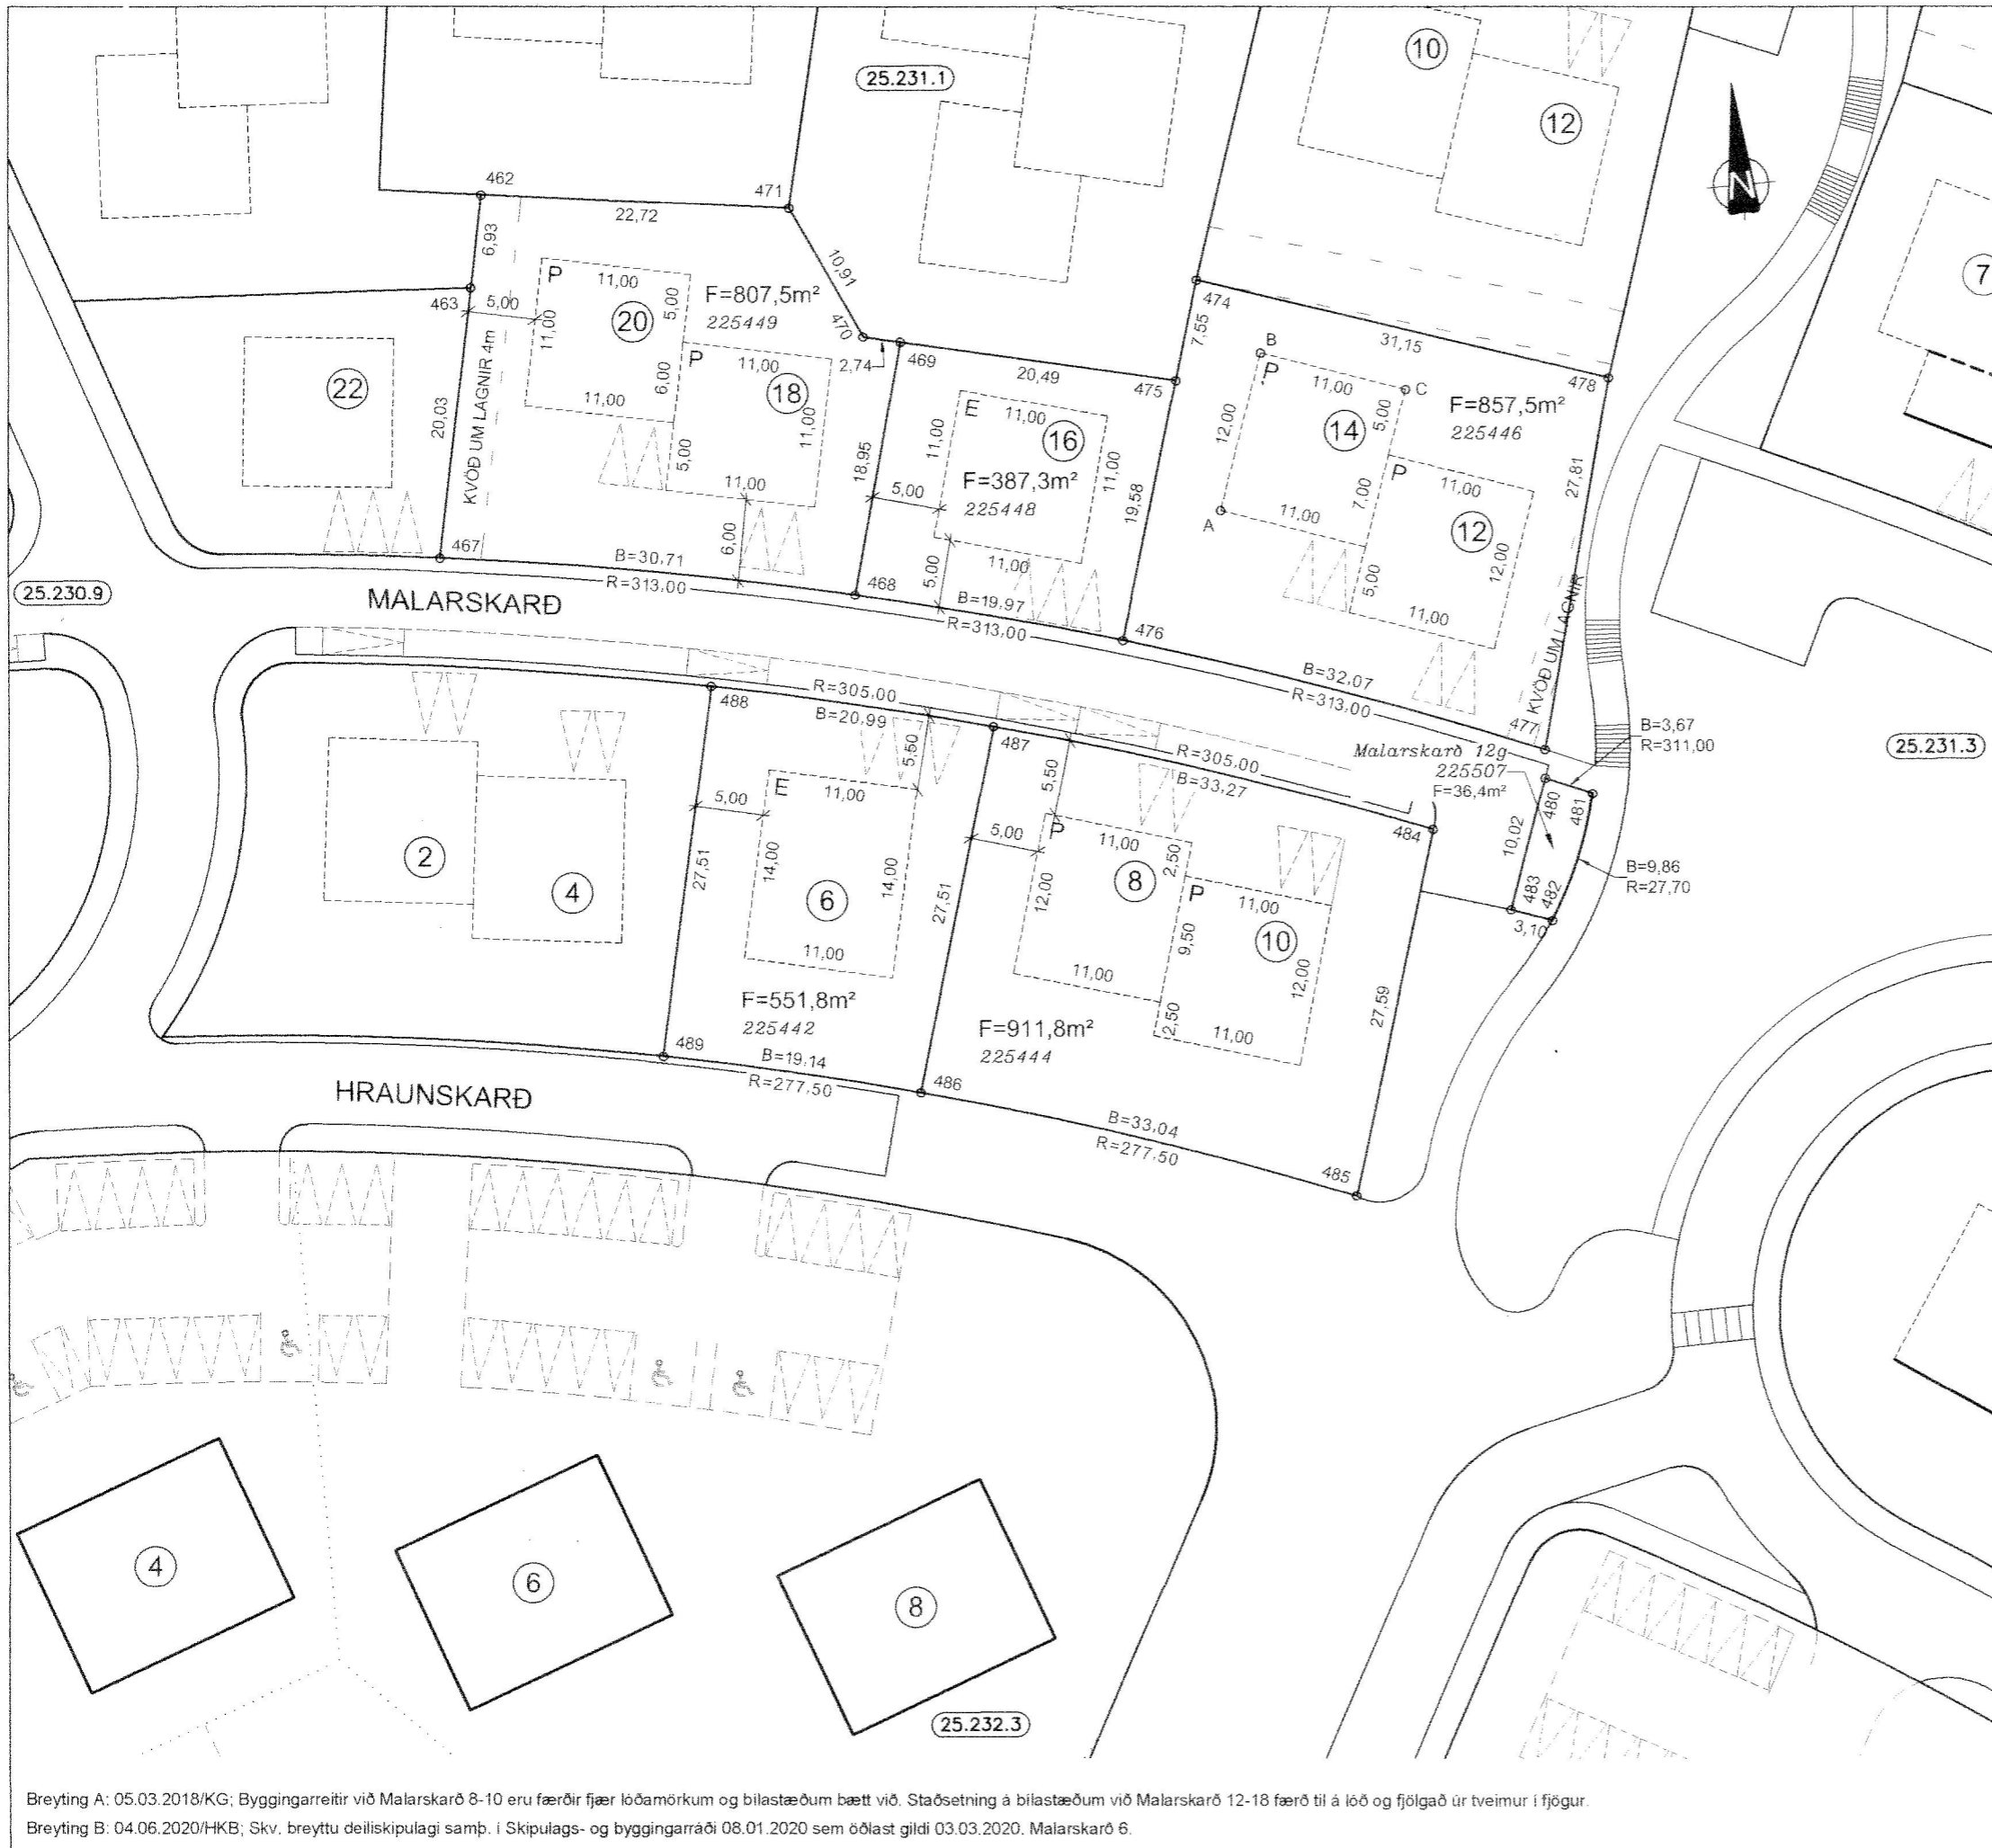 25.231.1
10
12
7
462
471
22,72
6,93
10,91
463
5,00
P
11,00
5,00
F=807,5m²
225449
20
11,00
470
474
7,55
31,15
22
KVÖÐ UM LAGNIR 4m
6,00
P
11,00
2,74
469
20,49
475
B
P
11,00
C
478
20,03
11,00
18
11,00
E
11,00
16
12,00
14
5,00
F=857,5m²
225446
5,00
18,95
11,00
F=387,3m²
225448
11,00
P
11,00
27,81
11,00
5,00
19,58
A
11,00
7,00
12
12,00
467
B=30,71
6,00
11,00
R=313,00
468
5,00
B=19,97
R=313,00
5,00
11,00
KVÖÐ UM LAGNIR
25.230.9
MALARSKARÐ
476
B=32,07
R=313,00
477
488
R=305,00
B=20,99
487
R=305,00
B=33,27
Malarskarð 12g
225507
F=36,4m²
B=3,67
R=311,00
25.231.3
5,50
5,50
5,00
E
11,00
5,00
P
11,00
2,50
484
480
481
10,02
2
4
27,51
14,00
6
14,00
27,51
12,00
8
P
11,00
10
483
482
B=9,86
R=27,70
3,10
11,00
11,00
9,50
12,00
F=551,8m²
225442
F=911,8m²
225444
2,50
11,00
27,59
489
B=19,14
R=277,50
486
B=33,04
R=277,50
485
HRAUNSKARÐ
4
6
8
25.232.3
N
Breyting A: 05.03.2018/KG; Byggingarreitir við Malarskarð 8-10 eru færðir fjær lóðamörkum og bílastæðum bætt við. Staðsetning á bílastæðum við Malarskarð 12-18 færð til á lóð og fjölgað úr tveimur í fjögur.
Breyting B: 04.06.2020/HKB; Skv. breyttu deiliskipulagi samþ. í Skipulags- og byggingarráði 08.01.2020 sem öðlast gildi 03.03.2020. Malarskarð 6.